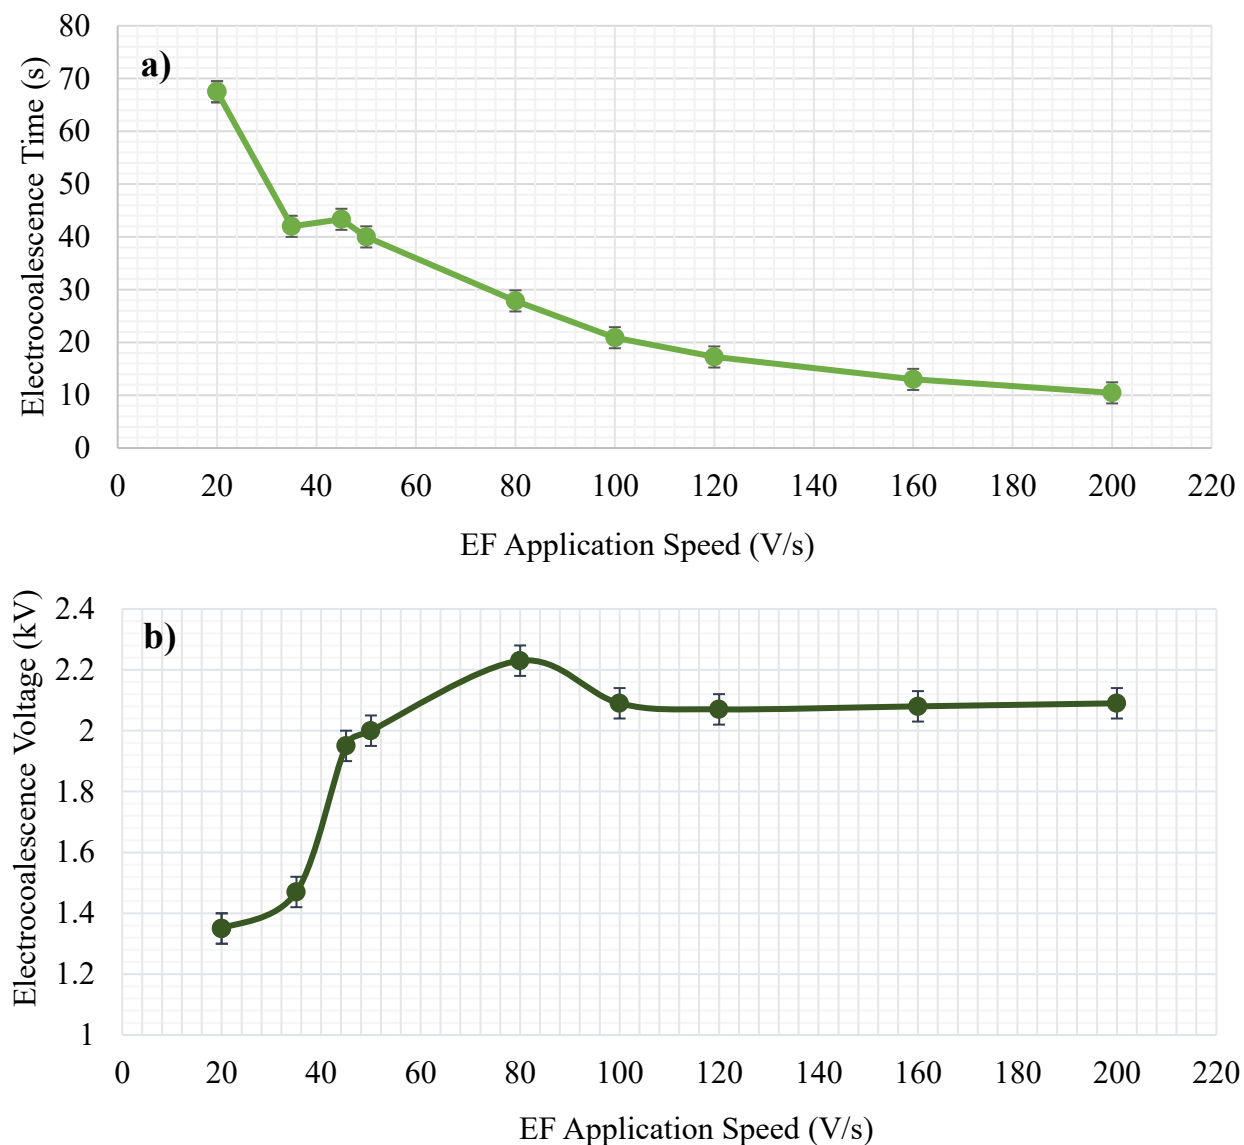 a)
Electrocoalescence Time (s)
80
70
60
50
40
30
20
10
0
0 20 40 60 80 100 120 140 160 180 200 220
EF Application Speed (V/s)
b)
Electrocoalescence Voltage (kV)
2.4
2.2
2
1.8
1.6
1.4
1.2
1
0 20 40 60 80 100 120 140 160 180 200 220
EF Application Speed (V/s)